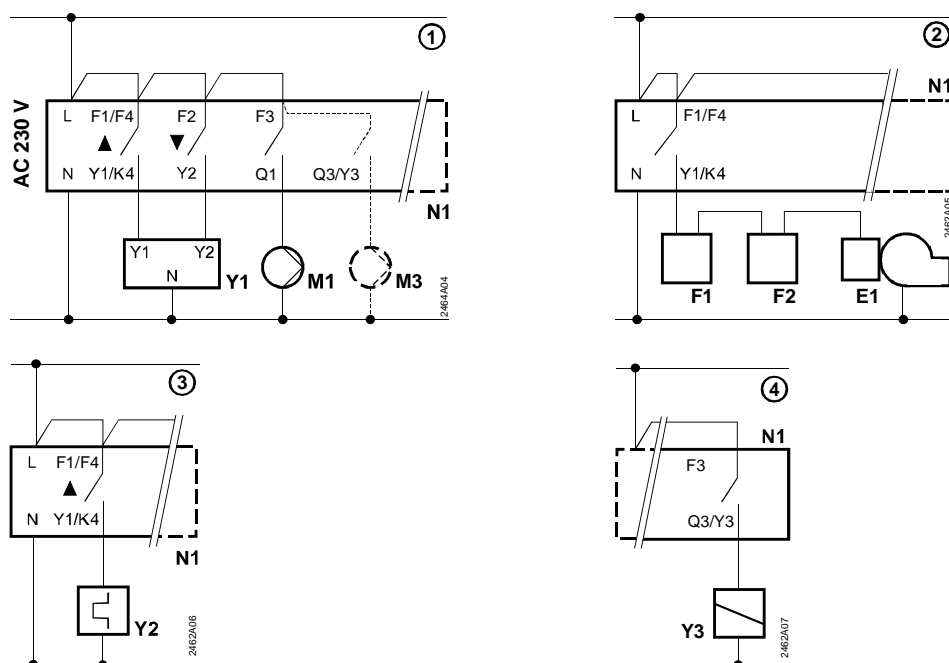 1
AC 230 V
L F1/F4 F2 F3
▲ ▼
N Y1/K4 Y2 Q1 Q3/Y3
N1
Y1 Y2
N
Y1 M1 M3
2464A04
2
N1
L F1/F4
N Y1/K4
F1 F2 E1
2462A05
3
L F1/F4
▲
N Y1/K4
N1
Y2
2462A06
4
N1
F3
Q3/Y3
Y3
2462A07